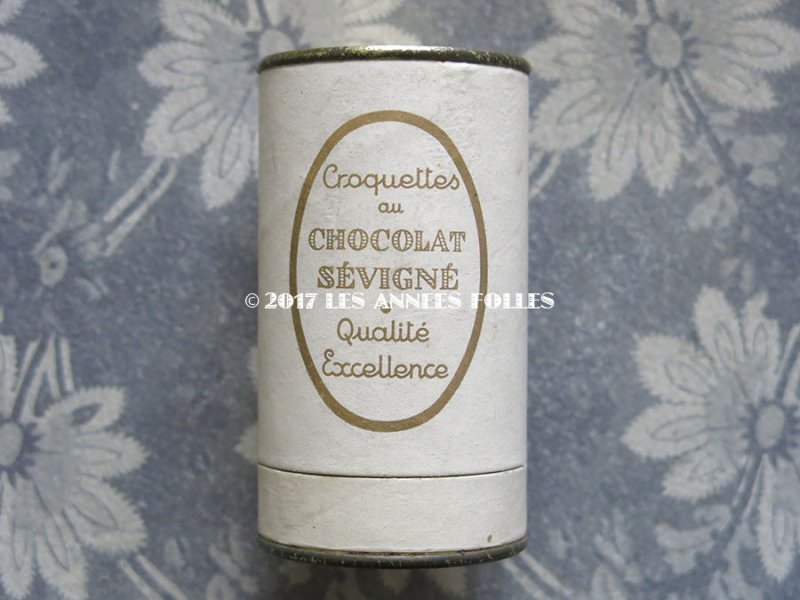 Croquettes
au
CHOCOLAT
SÉVIGNÉ
© 2017 LES ANNEES FOLLES
Qualité
Excellence